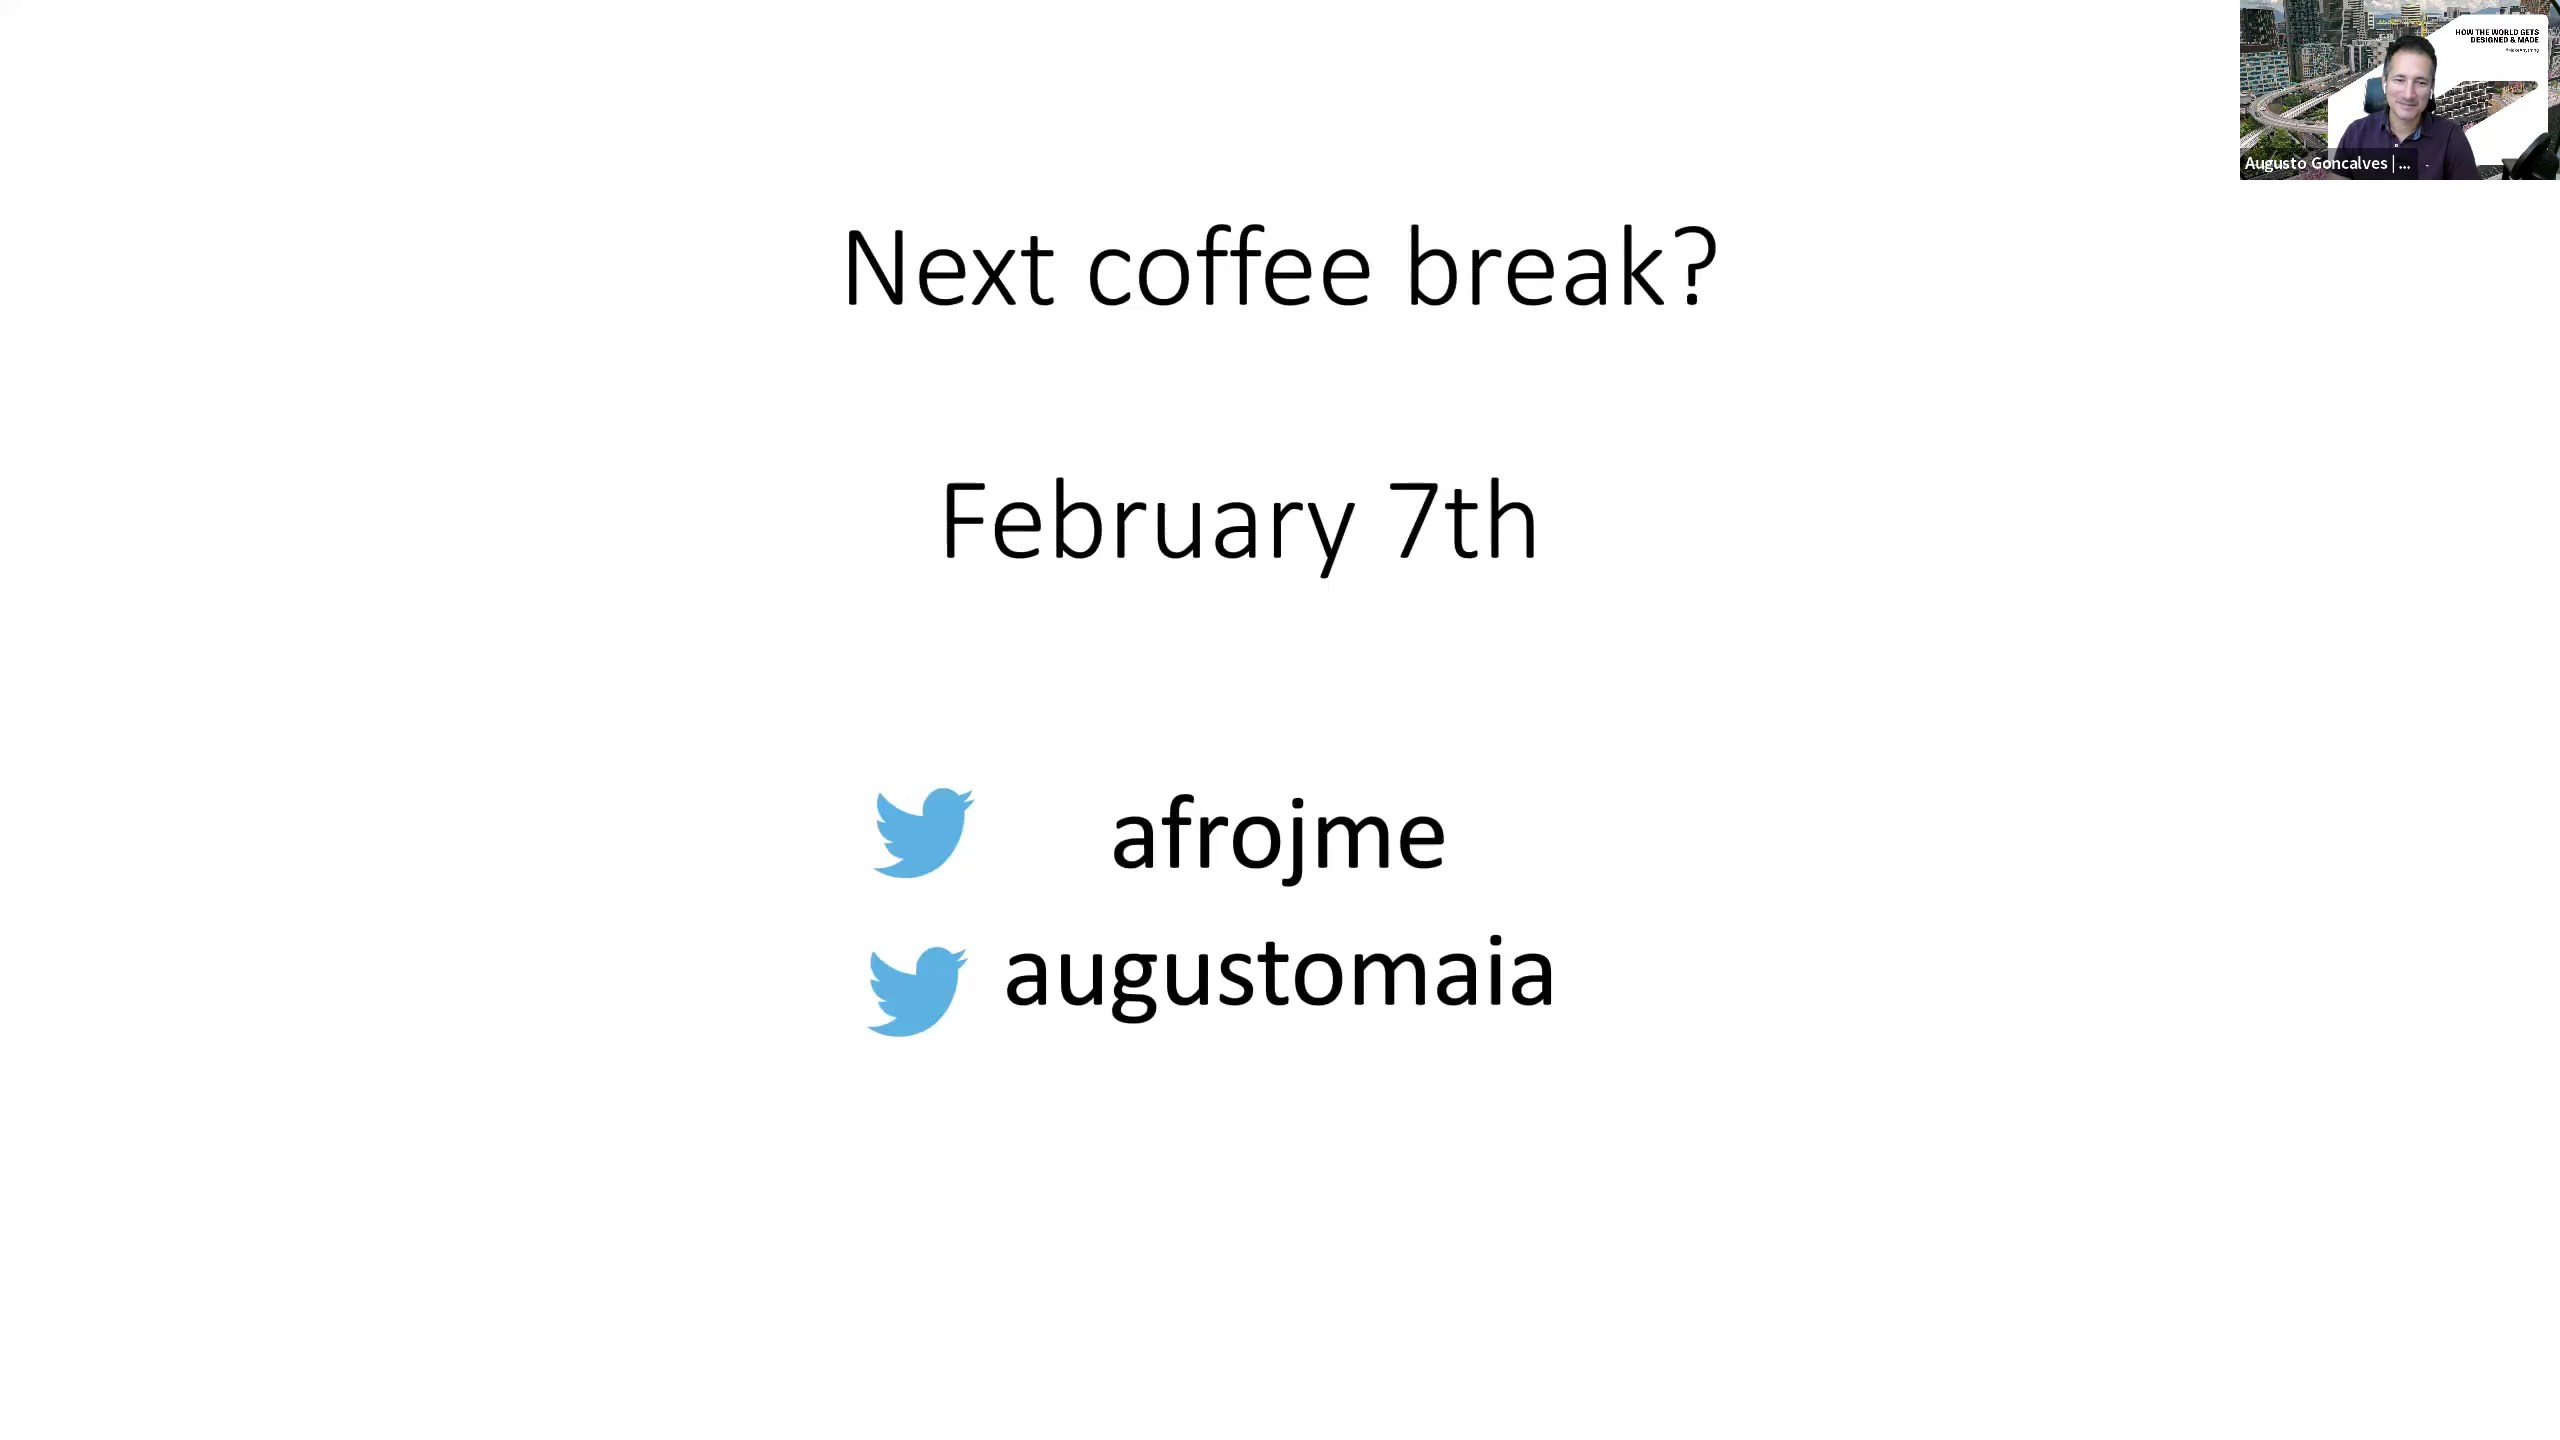 Next coffee break?
February 7th
afrojme
augustomaia
HOW THE WORLD GETS
DESIGNED & MADE
Augusto Goncalves | ...